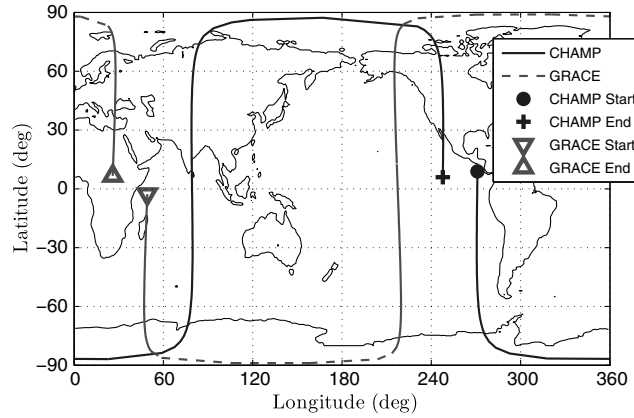 90
60
30
0
−30
−60
−90
Latitude (deg)
0
60
120
180
240
300
360
Longitude (deg)
CHAMP
GRACE
CHAMP Start
CHAMP End
GRACE Start
GRACE End